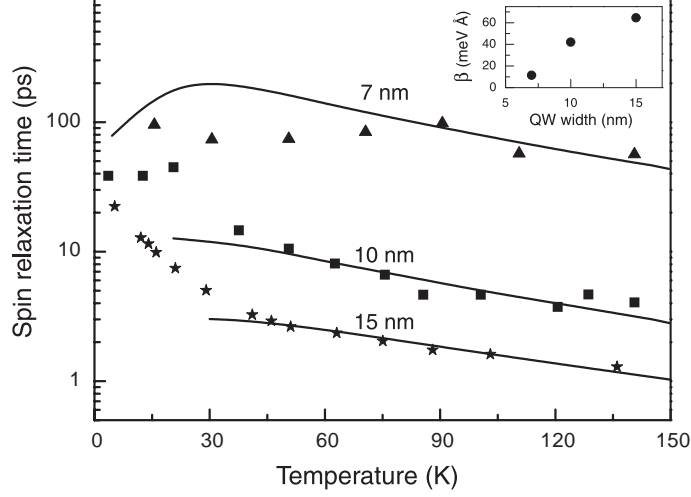 60
40
20
0
β (meV Å)
5
10
15
QW width (nm)
7 nm
10 nm
15 nm
100
10
1
Spin relaxation time (ps)
0
30
60
90
120
150
Temperature (K)